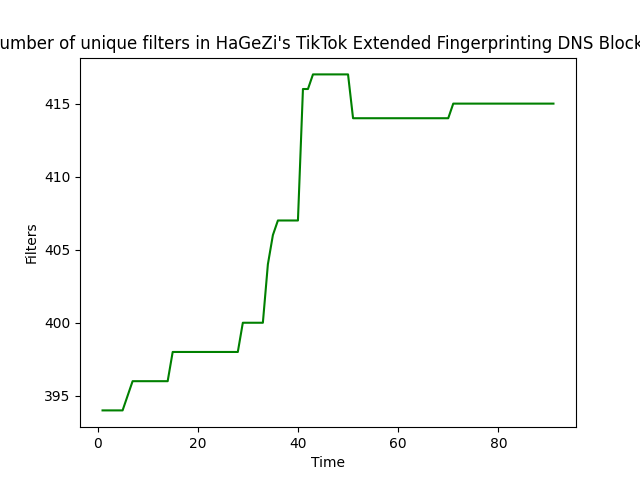 umber of unique filters in HaGeZi's TikTok Extended Fingerprinting DNS Block
415
410
405
400
395
Filters
0 20 40 60 80
Time